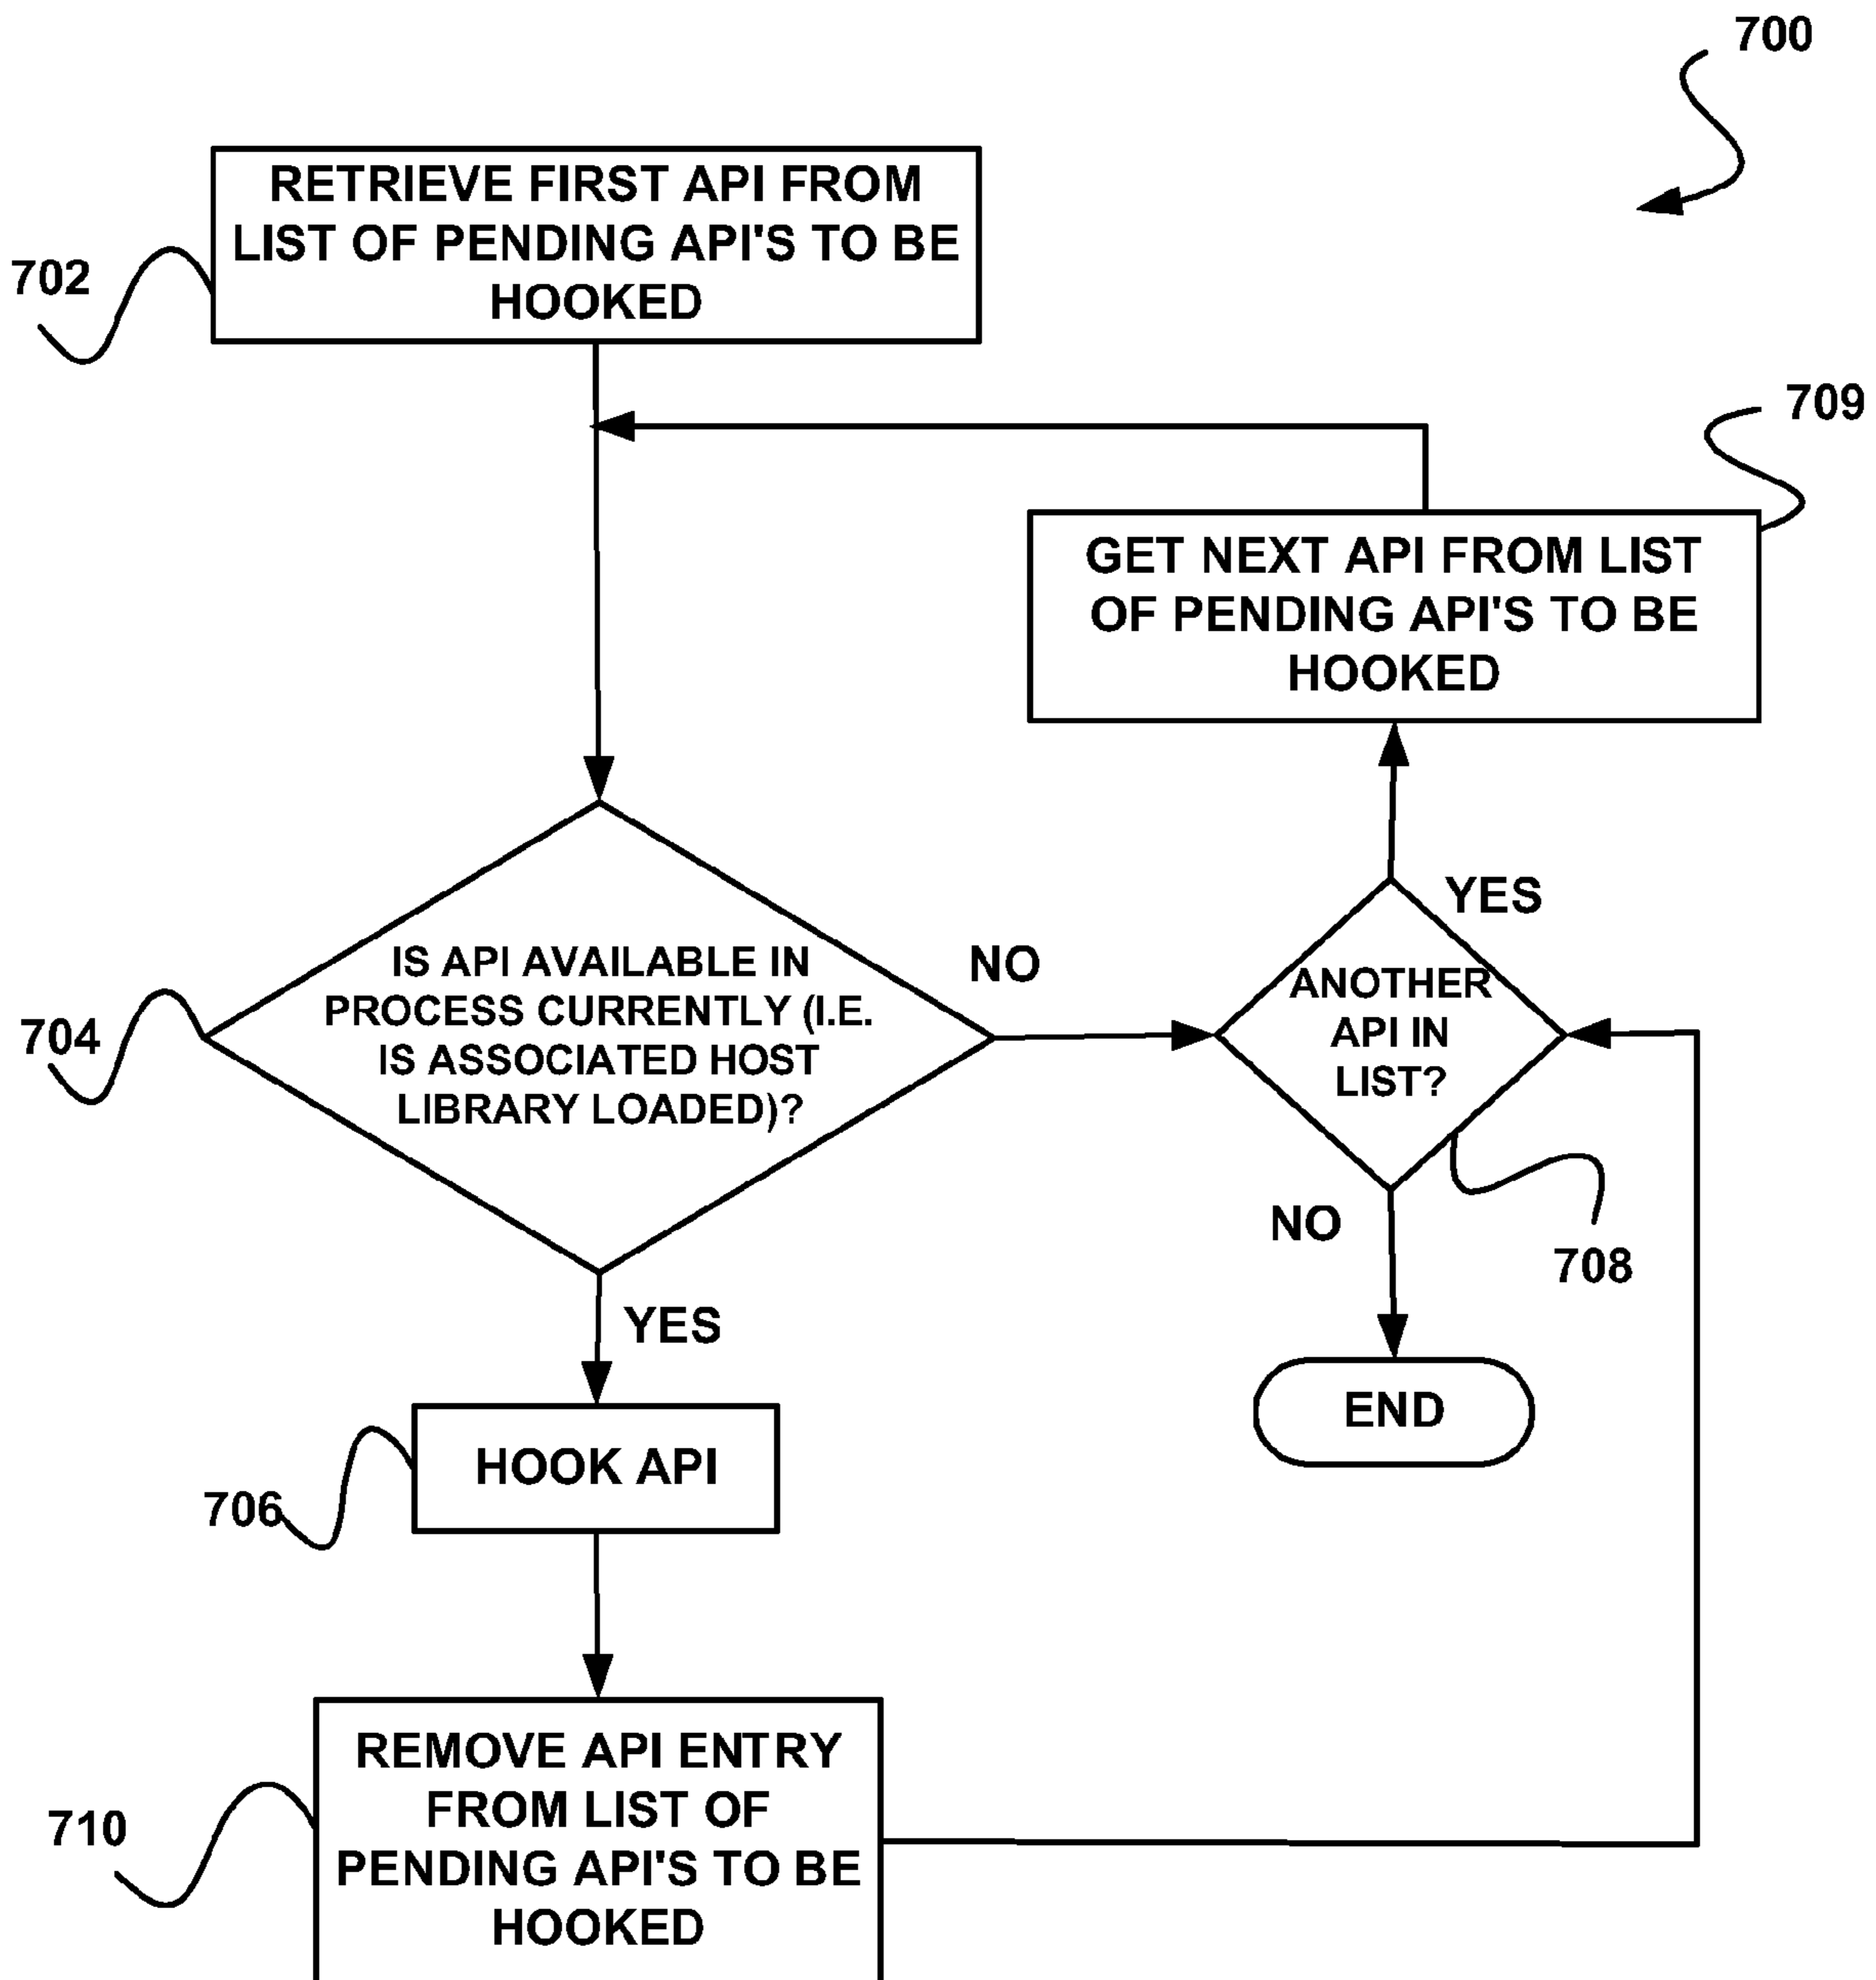 700
RETRIEVE FIRST API FROM
LIST OF PENDING API'S TO BE
HOOKED
702
709
GET NEXT API FROM LIST
OF PENDING API'S TO BE
HOOKED
YES
IS API AVAILABLE IN
PROCESS CURRENTLY (I.E.
IS ASSOCIATED HOST
LIBRARY LOADED)?
NO
704
ANOTHER
API IN
LIST?
NO
708
YES
END
HOOK API
706
REMOVE API ENTRY
FROM LIST OF
PENDING API'S TO BE
HOOKED
710